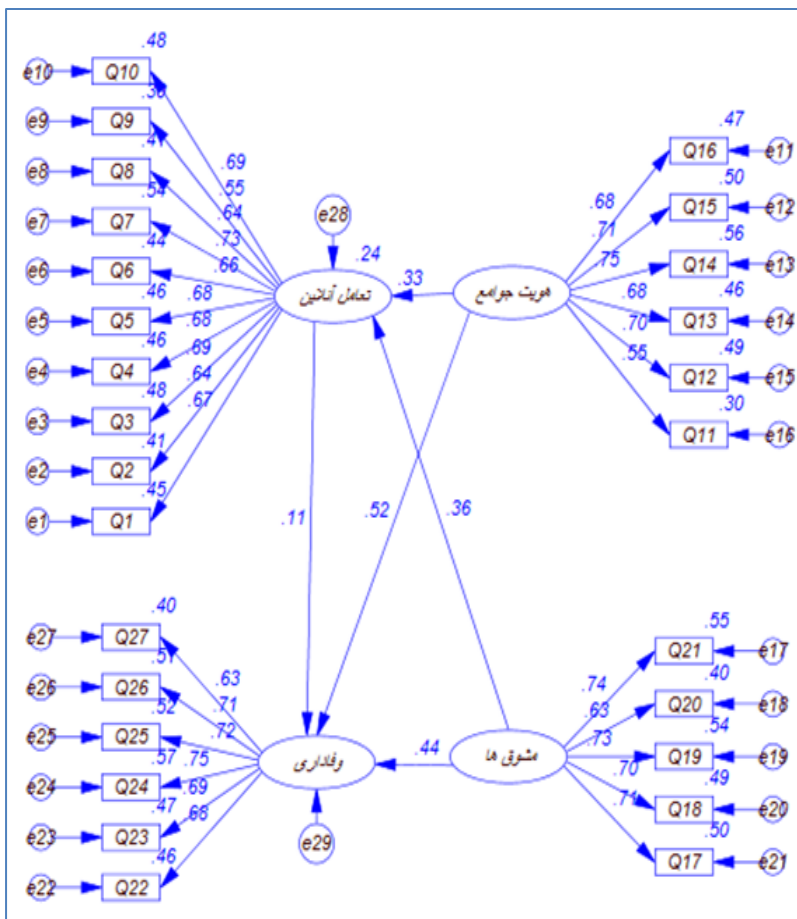 .48
e10 Q10
e9 Q9
.69
.47
Q16 e11
e8 Q8
.55
.54
.68
.50
e7 Q7
.64
Q15 e12
.73
e28
.71
.56
.44
.66
.24
.75
Q14 e13
e6 Q6
تعامل آنلاین
.33
هویت جوامع
.46
.68
.68
.46
e5 Q5
.68
.70
Q13 e14
.46
.69
.55
.49
e4 Q4
.64
Q12 e15
.48
.67
.30
e3 Q3
Q11 e16
.41
e2 Q2
.45
e1 Q1
.11
.52
.36
.40
e27 Q27
.55
.51
.63
Q21 e17
e26 Q26
.74
.40
.52
.71
.63
Q20 e18
e25 Q25
.72
.73
.54
.57
.75
وفاداری
.44
مشوق ها
Q19 e19
e24 Q24
.69
.70
.49
.47
.68
.71
Q18 e20
e23 Q23
e29
.50
.46
Q17 e21
e22 Q22